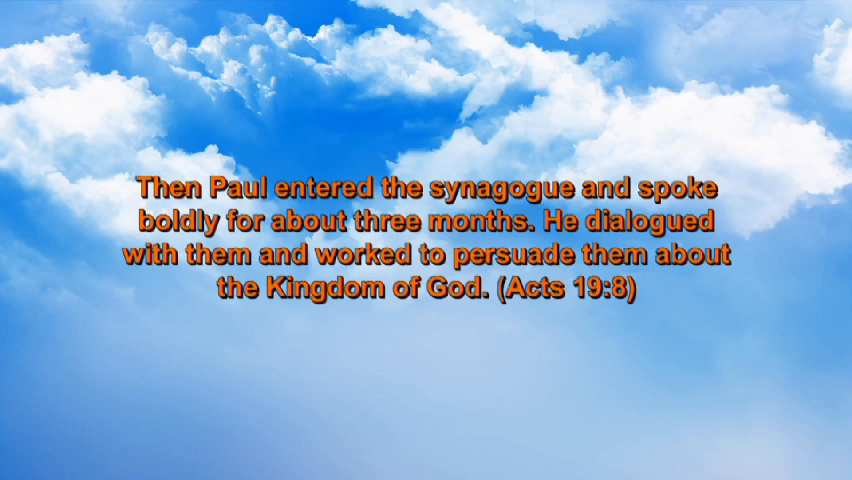 Then Paul entered the synagogue and spoke
boldly for about three months. He dialogued
with them and worked to persuade them about
the Kingdom of God. (Acts 19:8)